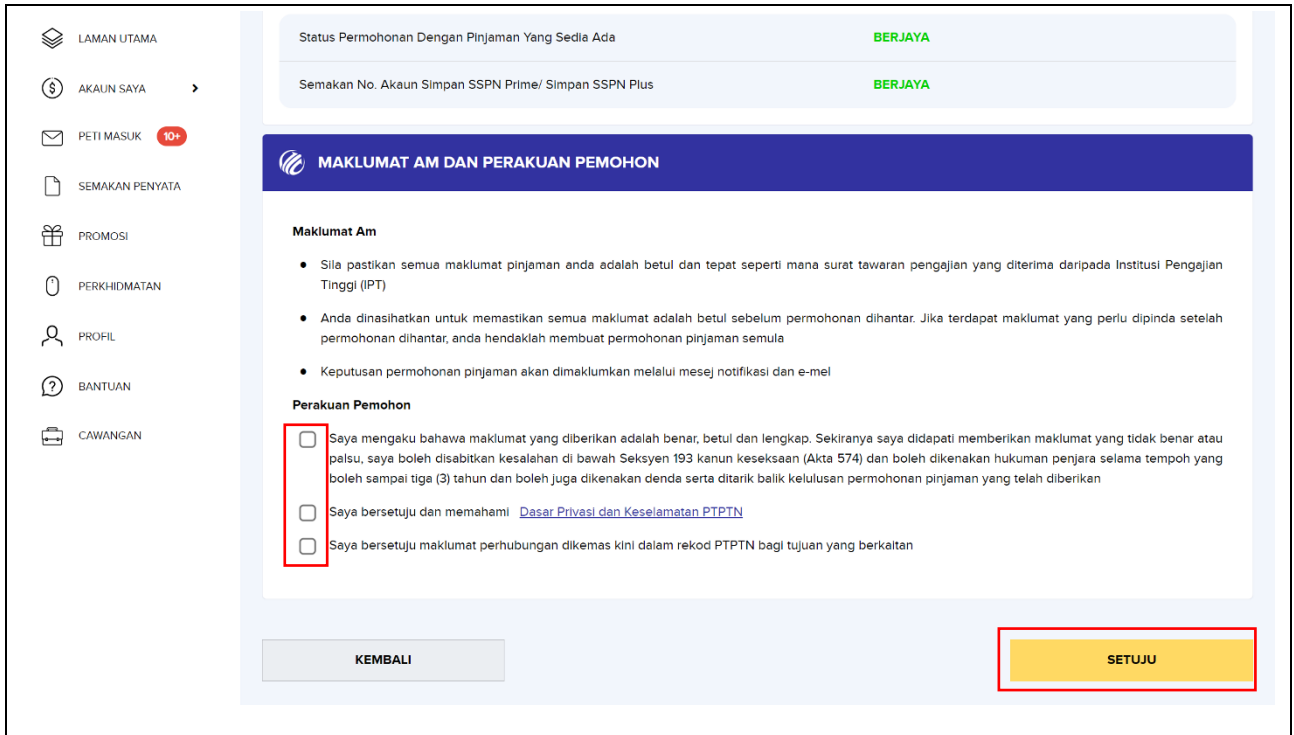 LAMAN UTAMA
AKAUN SAYA
PETI MASUK 10+
SEMAKAN PENYATA
PROMOSI
PERKHIDMATAN
PROFIL
BANTUAN
CAWANGAN
Status Permohonan Dengan Pinjaman Yang Sedia Ada BERJAYA
Semakan No. Akaun Simpan SSPN Prime/ Simpan SSPN Plus BERJAYA
MAKLUMAT AM DAN PERAKUAN PEMOHON
Maklumat Am
• Sila pastikan semua maklumat pinjaman anda adalah betul dan tepat seperti mana surat tawaran pengajian yang diterima daripada Institusi Pengajian
Tinggi (IPT)
• Anda dinasihatkan untuk memastikan semua maklumat adalah betul sebelum permohonan dihantar. Jika terdapat maklumat yang perlu dipinda setelah
permohonan dihantar, anda hendaklah membuat permohonan pinjaman semula
• Keputusan permohonan pinjaman akan dimaklumkan melalui mesej notifikasi dan e-mel
Perakuan Pemohon
Saya mengaku bahawa maklumat yang diberikan adalah benar, betul dan lengkap. Sekiranya saya didapati memberikan maklumat yang tidak benar atau
palsu, saya boleh disabitkan kesalahan di bawah Seksyen 193 kanun keseksaan (Akta 574) dan boleh dikenakan hukuman penjara selama tempoh yang
boleh sampai tiga (3) tahun dan boleh juga dikenakan denda serta ditarik balik kelulusan permohonan pinjaman yang telah diberikan
Saya bersetuju dan memahami Dasar Privasi dan Keselamatan PTPTN
Saya bersetuju maklumat perhubungan dikemas kini dalam rekod PTPTN bagi tujuan yang berkaitan
KEMBALI
SETUJU